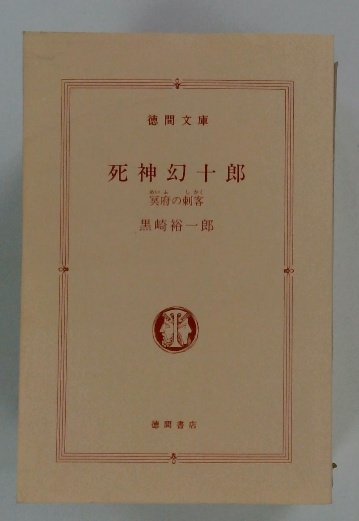 徳間文庫
死神幻十郎
めいふ しかく
冥府の刺客
黒崎裕一郎
徳間書店